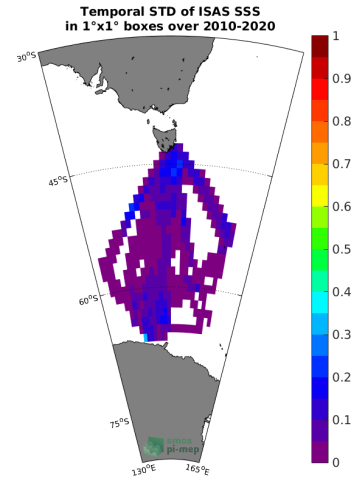 Temporal STD of ISAS SSS
in 1°x1° boxes over 2010-2020
30°S
45°S
60°S
75°S
130°E
165°E
smos
pi-mep
1
0.9
0.8
0.7
0.6
0.5
0.4
0.3
0.2
0.1
0